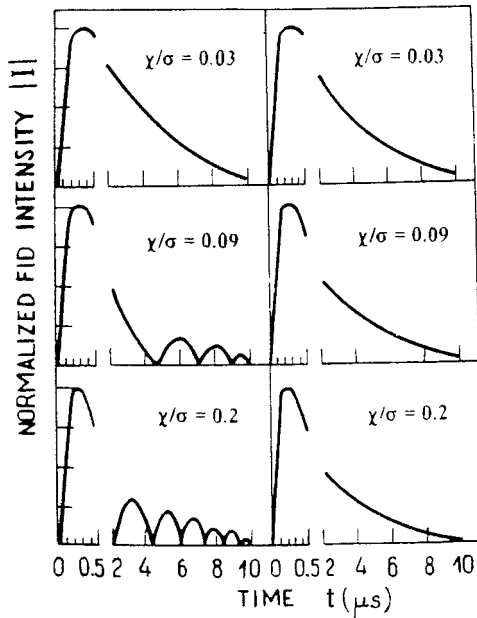 NORMALIZED FID INTENSITY |I|
χ/σ = 0.03
χ/σ = 0.03
χ/σ = 0.09
χ/σ = 0.09
χ/σ = 0.2
χ/σ = 0.2
0 0.5 2 4 6 8 10 0 0.5 2 4 6 8 10
TIME t (μs)